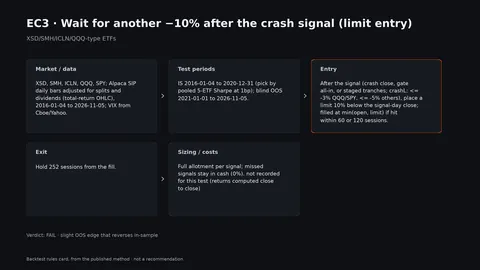 EC3 · Wait for another −10% after the crash signal (limit entry)
XSD/SMH/ICLN/QQQ-type ETFs
Market / data
XSD, SMH, ICLN, QQQ, SPY; Alpaca SIP
daily bars adjusted for splits and
dividends (total-return OHLC),
2016-01-04 to 2026-11-05; VIX from
Cboe/Yahoo.
›
Test periods
IS 2016-01-04 to 2020-12-31 (pick by
pooled 5-ETF Sharpe at 1bp); blind OOS
2021-01-01 to 2026-11-05.
›
Entry
After the signal (crash close, gate
all-in, or staged tranches; crashL: <=
-3% QQQ/SPY, <= -5% others), place a
limit 10% below the signal-day close;
filled at min(open, limit) if hit
within 60 or 120 sessions.
Exit
Hold 252 sessions from the fill.
›
Sizing / costs
Full allotment per signal; missed
signals stay in cash (0%). not recorded
for this test (returns computed close
to close)
Verdict: FAIL · slight OOS edge that reverses in-sample
Backtest rules card, from the published method · not a recommendation.